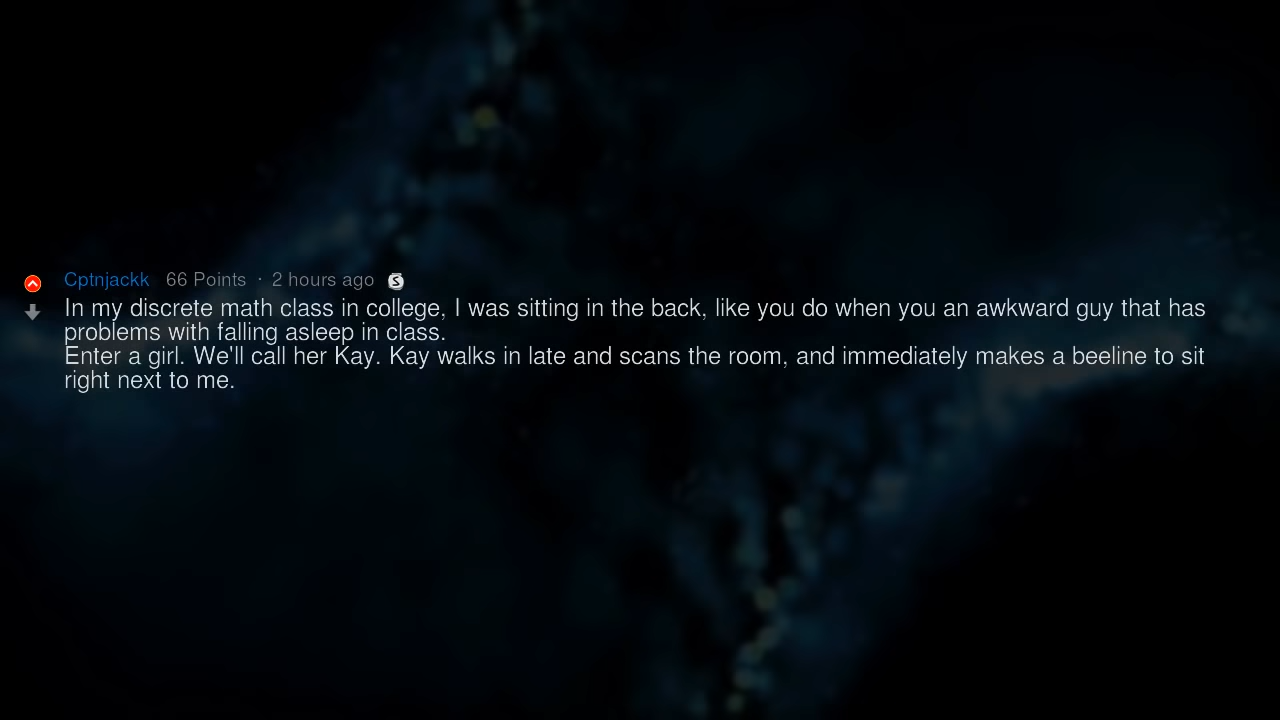 Cptnjackk 66 Points · 2 hours ago
In my discrete math class in college, I was sitting in the back, like you do when you an awkward guy that has
problems with falling asleep in class.
Enter a girl. We'll call her Kay. Kay walks in late and scans the room, and immediately makes a beeline to sit
right next to me.